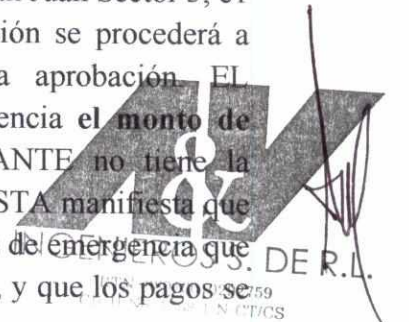 ción se procederá a
a aprobación. EL
encia el monto de
ANTE no tiene la
STA manifiesta que
de emergencia que
S. DE R.L.
, y que los pagos se